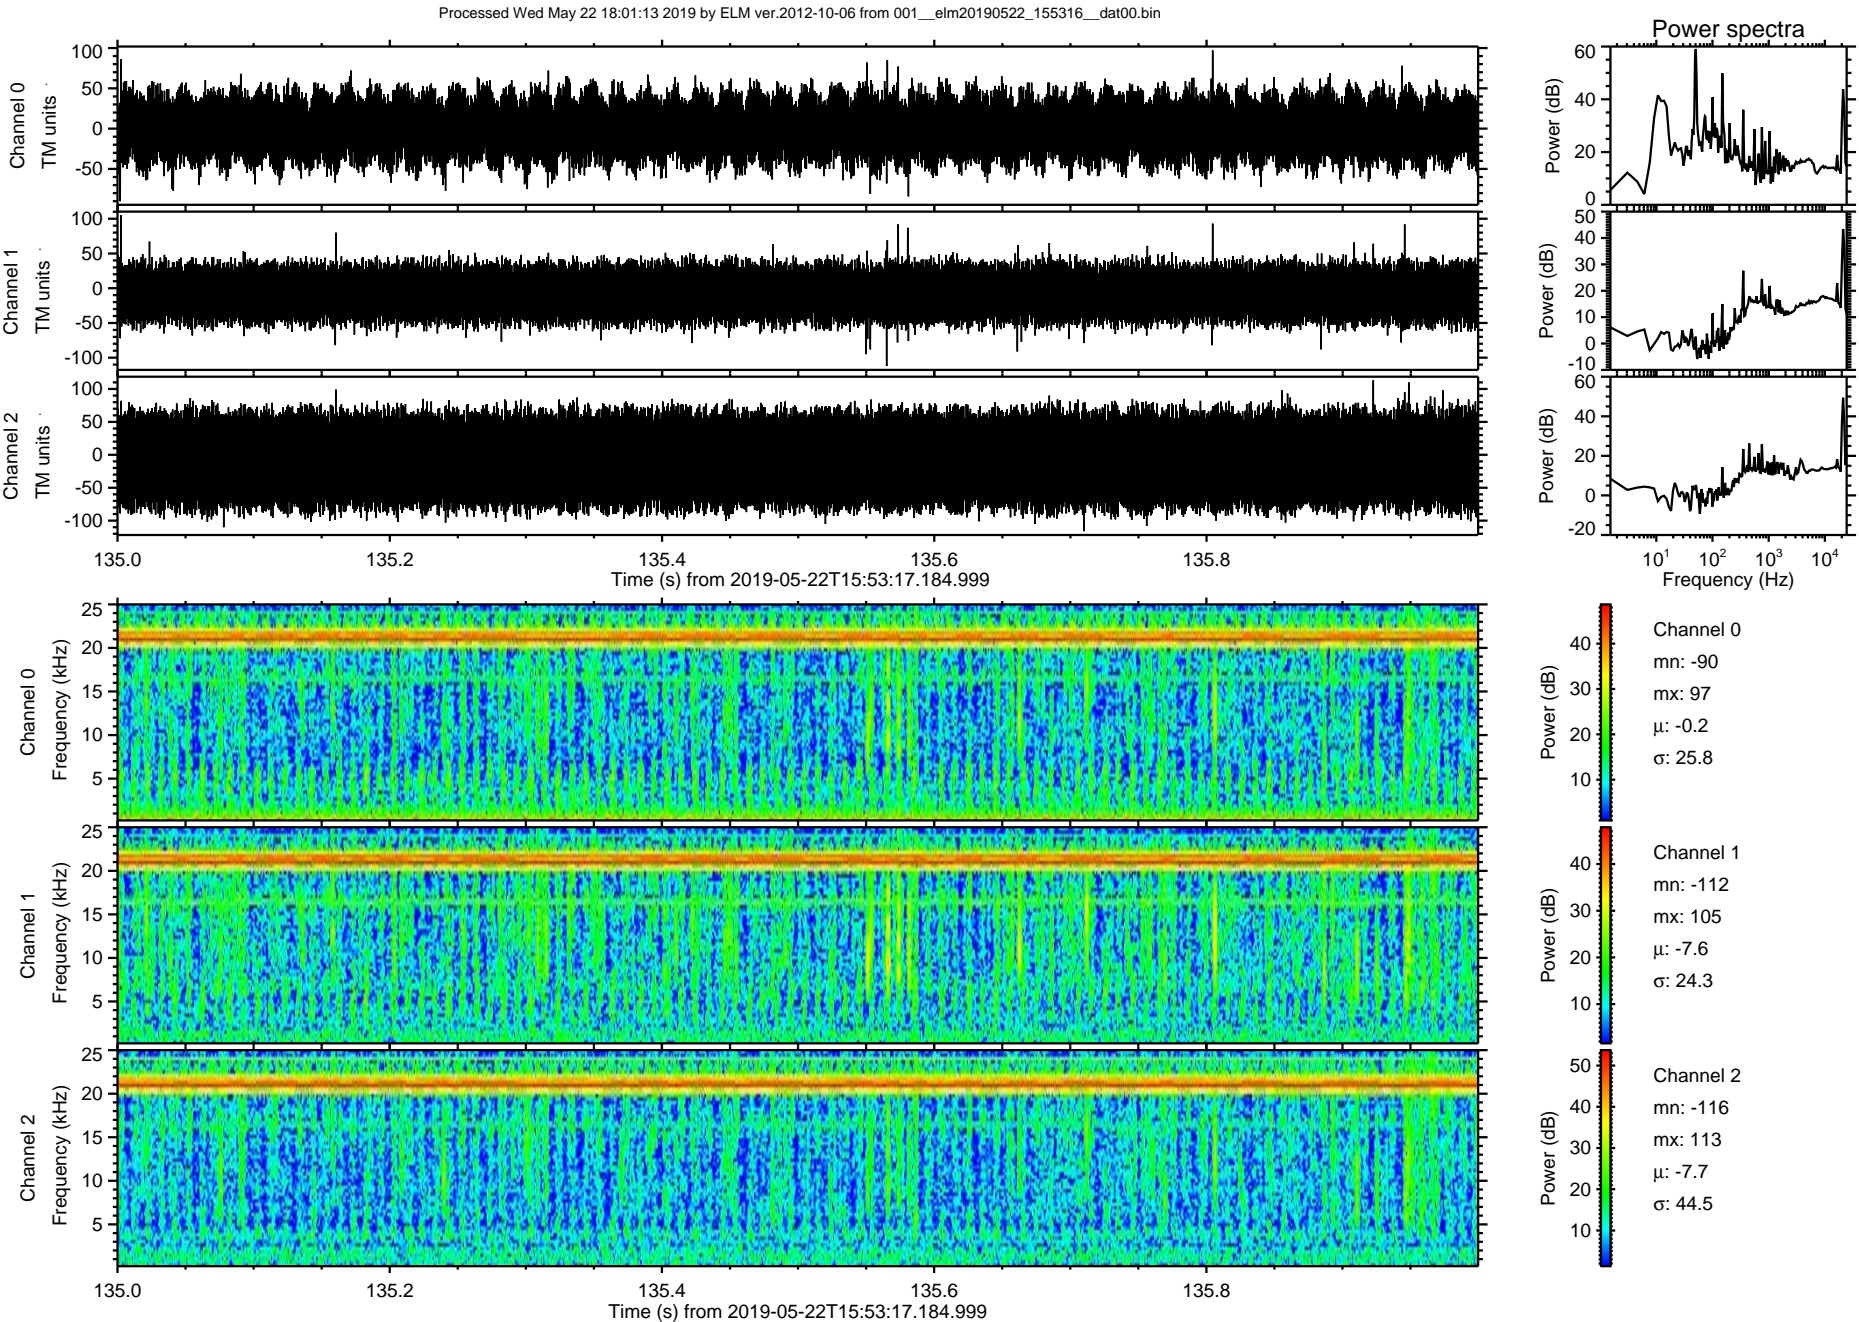 Processed Wed May 22 18:01:13 2019 by ELM ver.2012-10-06 from 001__elm20190522_155316__dat00.bin
Power spectra
Channel 0
TM units
100
50
0
-50
Power (dB)
60
40
20
0
Channel 1
TM units
100
50
0
-50
-100
Power (dB)
50
40
30
20
10
0
-10
Channel 2
TM units
100
50
0
-50
-100
Power (dB)
60
40
20
0
-20
135.0 135.2 135.4 135.6 135.8
Time (s) from 2019-05-22T15:53:17.184.999
10^1 10^2 10^3 10^4
Frequency (Hz)
Channel 0
Frequency (kHz)
25
20
15
10
5
Power (dB)
40
30
20
10
Channel 0
mn: -90
mx: 97
μ: -0.2
σ: 25.8
Channel 1
Frequency (kHz)
25
20
15
10
5
Power (dB)
40
30
20
10
Channel 1
mn: -112
mx: 105
μ: -7.6
σ: 24.3
Channel 2
Frequency (kHz)
25
20
15
10
5
Power (dB)
50
40
30
20
10
Channel 2
mn: -116
mx: 113
μ: -7.7
σ: 44.5
135.0 135.2 135.4 135.6 135.8
Time (s) from 2019-05-22T15:53:17.184.999